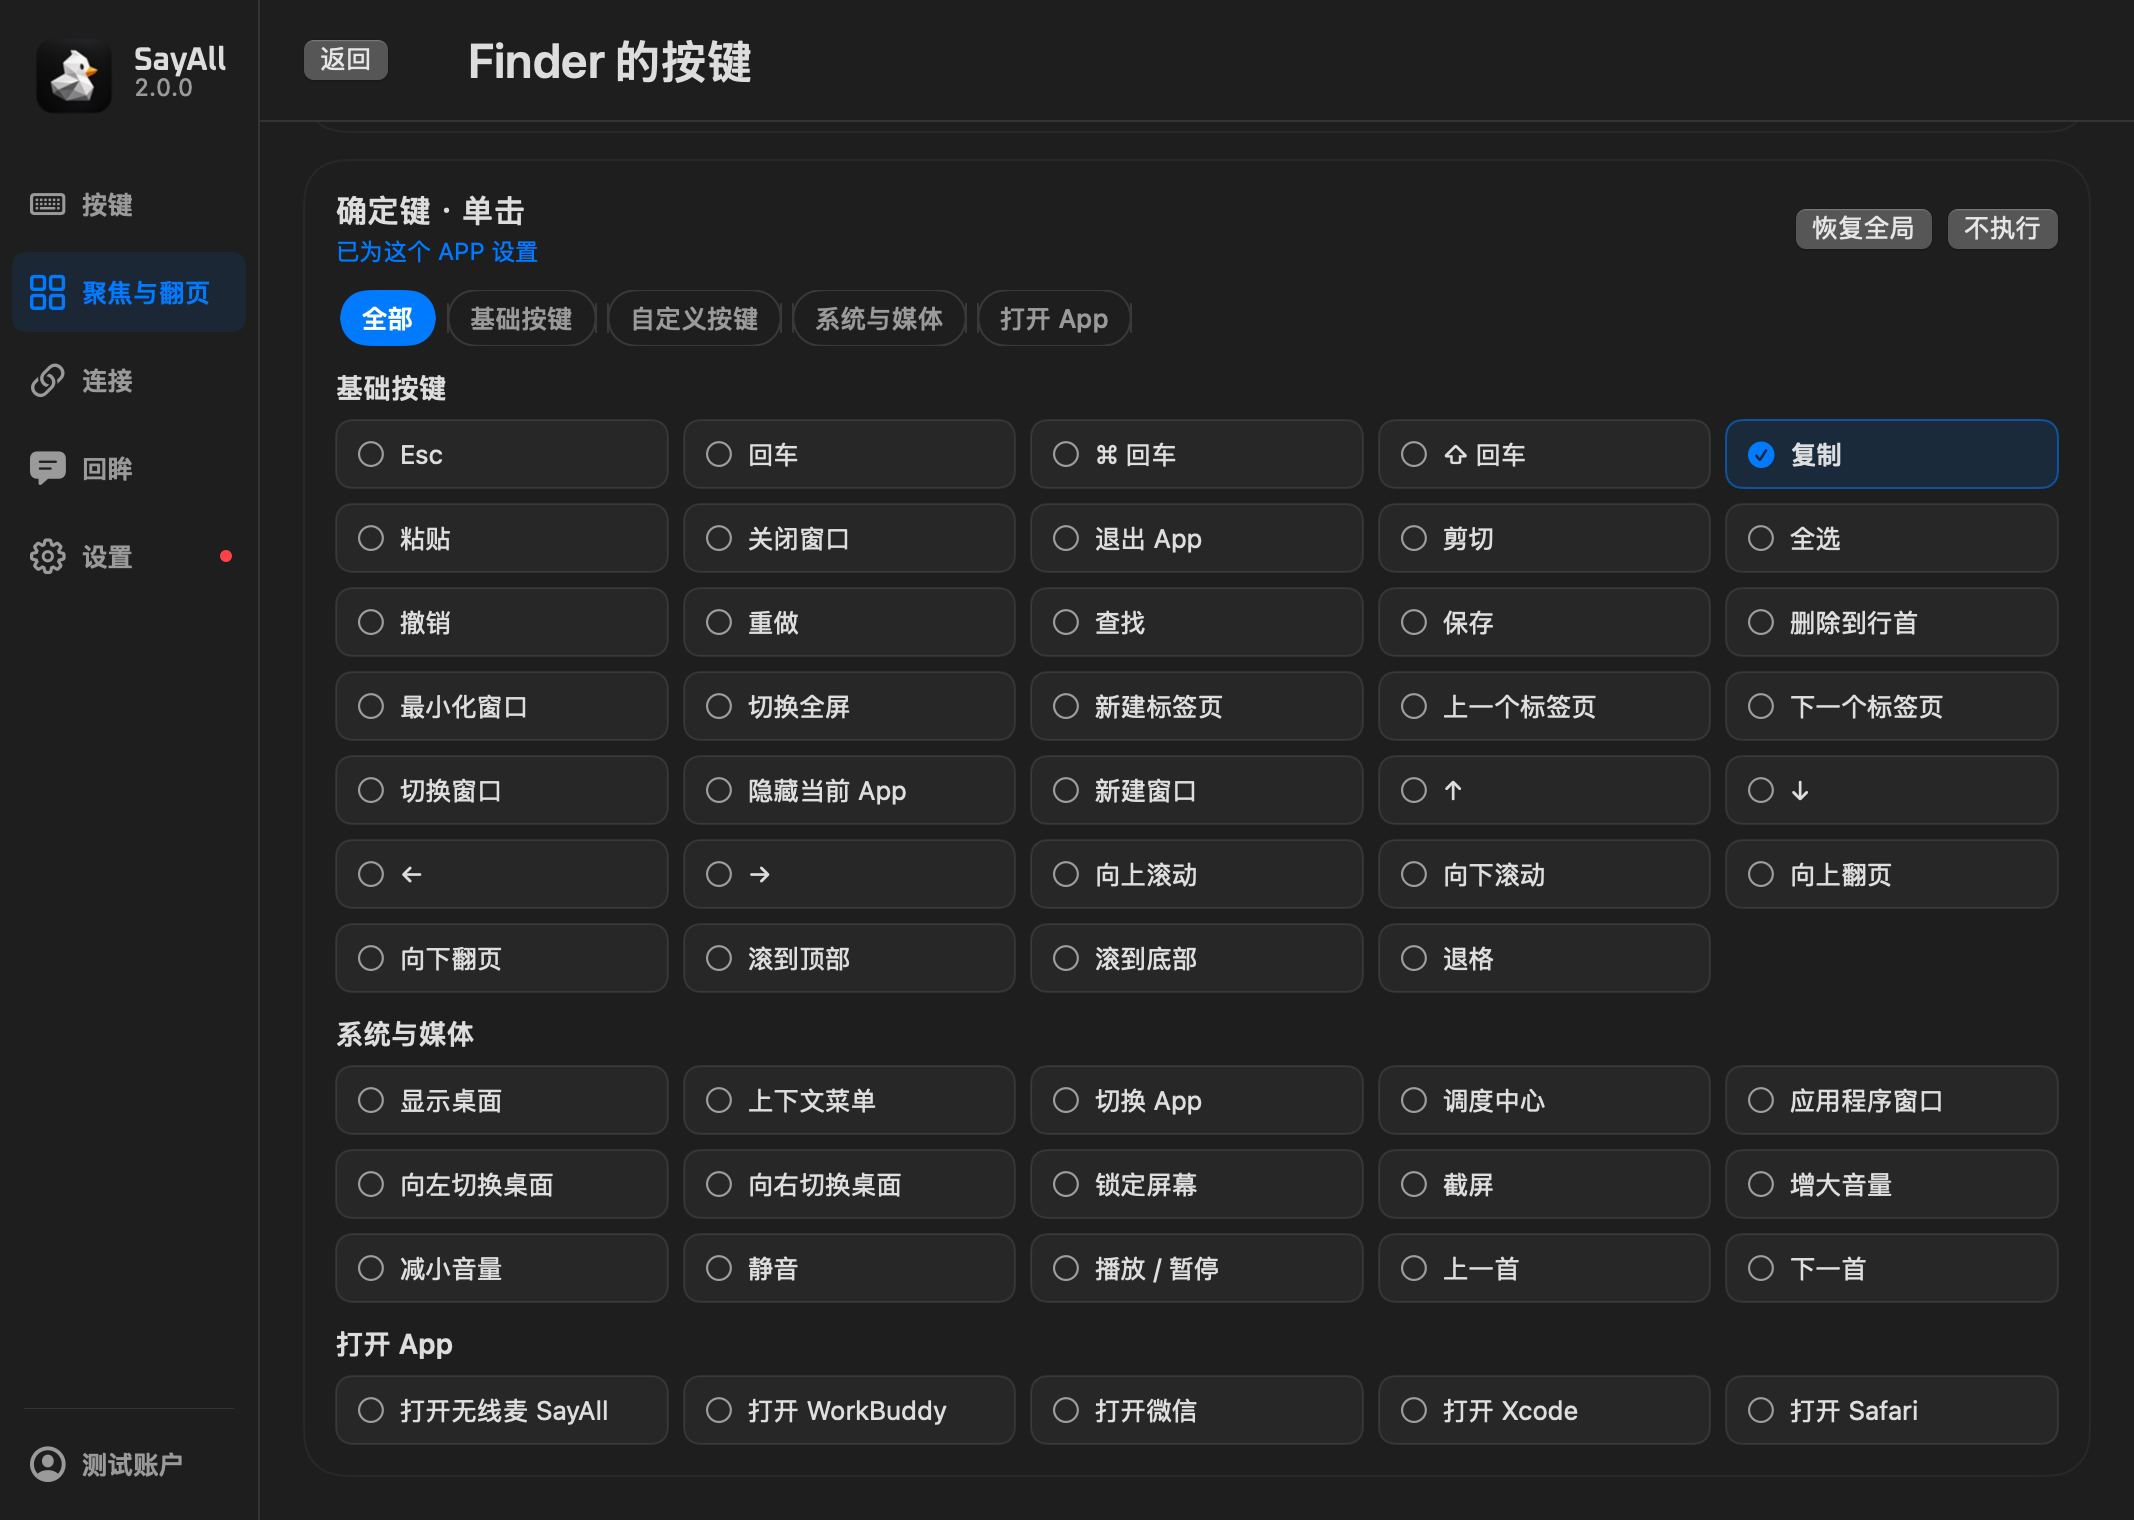 SayAll
2.0.0
按键
聚焦与翻页
连接
回眸
设置
测试账户
返回
Finder 的按键
确定键 · 单击
已为这个 APP 设置
恢复全局
不执行
全部
基础按键
自定义按键
系统与媒体
打开 App
基础按键
Esc
回车
⌘ 回车
⇧ 回车
复制
粘贴
关闭窗口
退出 App
剪切
全选
撤销
重做
查找
保存
删除到行首
最小化窗口
切换全屏
新建标签页
上一个标签页
下一个标签页
切换窗口
隐藏当前 App
新建窗口
↑
↓
←
→
向上滚动
向下滚动
向上翻页
向下翻页
滚到顶部
滚到底部
退格
系统与媒体
显示桌面
上下文菜单
切换 App
调度中心
应用程序窗口
向左切换桌面
向右切换桌面
锁定屏幕
截屏
增大音量
减小音量
静音
播放 / 暂停
上一首
下一首
打开 App
打开无线麦 SayAll
打开 WorkBuddy
打开微信
打开 Xcode
打开 Safari